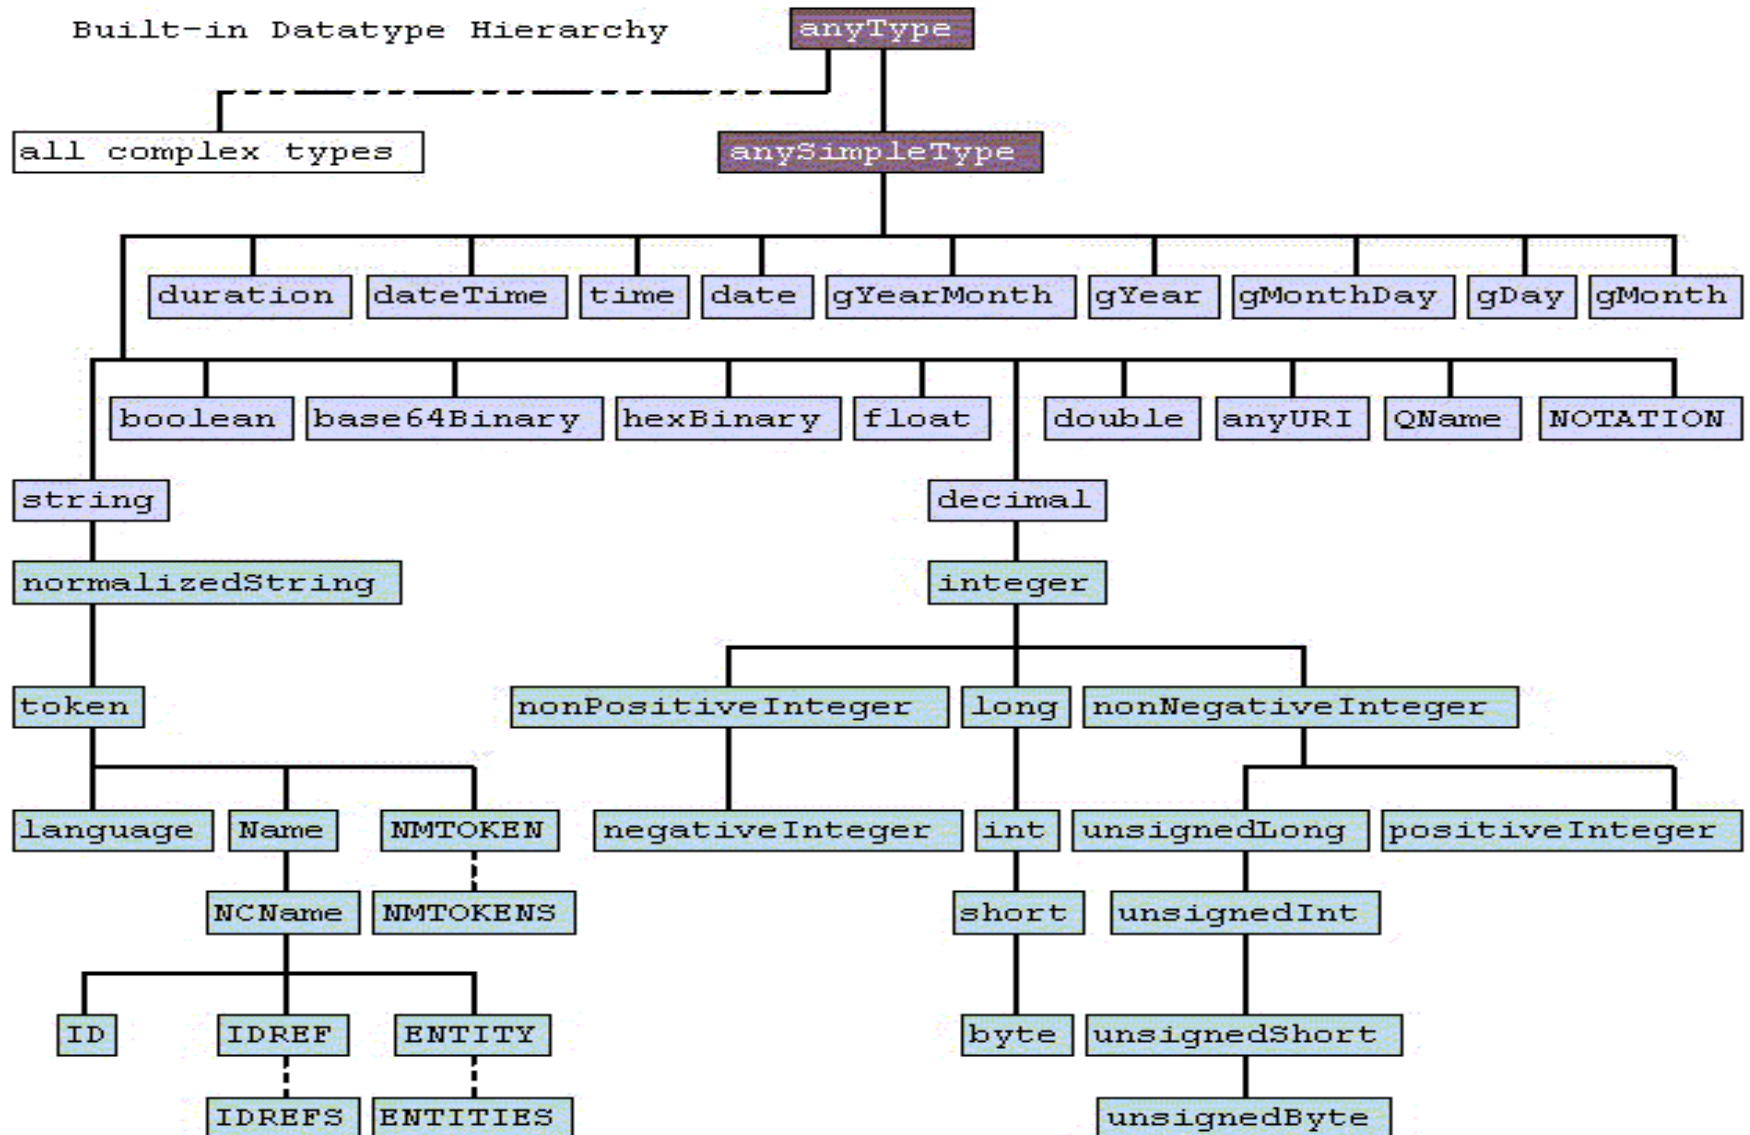 Built-in Datatype Hierarchy anyType
all complex types anySimpleType
duration dateTime time date gYearMonth gYear gMonthDay gDay gMonth
boolean base64Binary hexBinary float double anyURI QName NOTATION
string decimal
normalizedString integer
token nonPositiveInteger long nonNegativeInteger
language Name NMTOKEN negativeInteger int unsignedLong positiveInteger
NCName NMTOKENS short unsignedInt
ID IDREF ENTITY byte unsignedShort
IDREFS ENTITIES unsignedByte